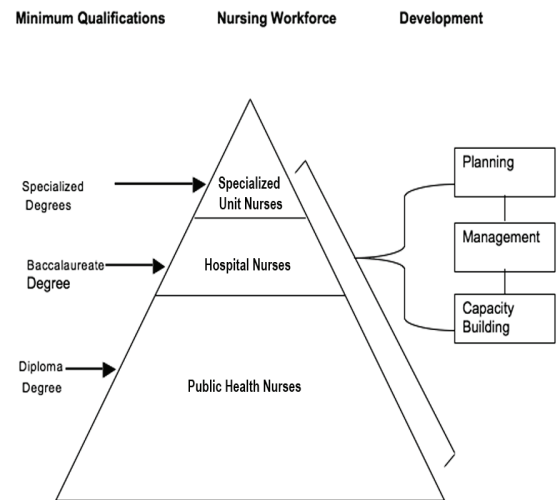 Minimum Qualifications Nursing Workforce Development
Specialized
Degrees
Specialized
Unit Nurses
Planning
Baccalaureate
Degree
Hospital Nurses
Management
Capacity
Building
Diploma
Degree
Public Health Nurses